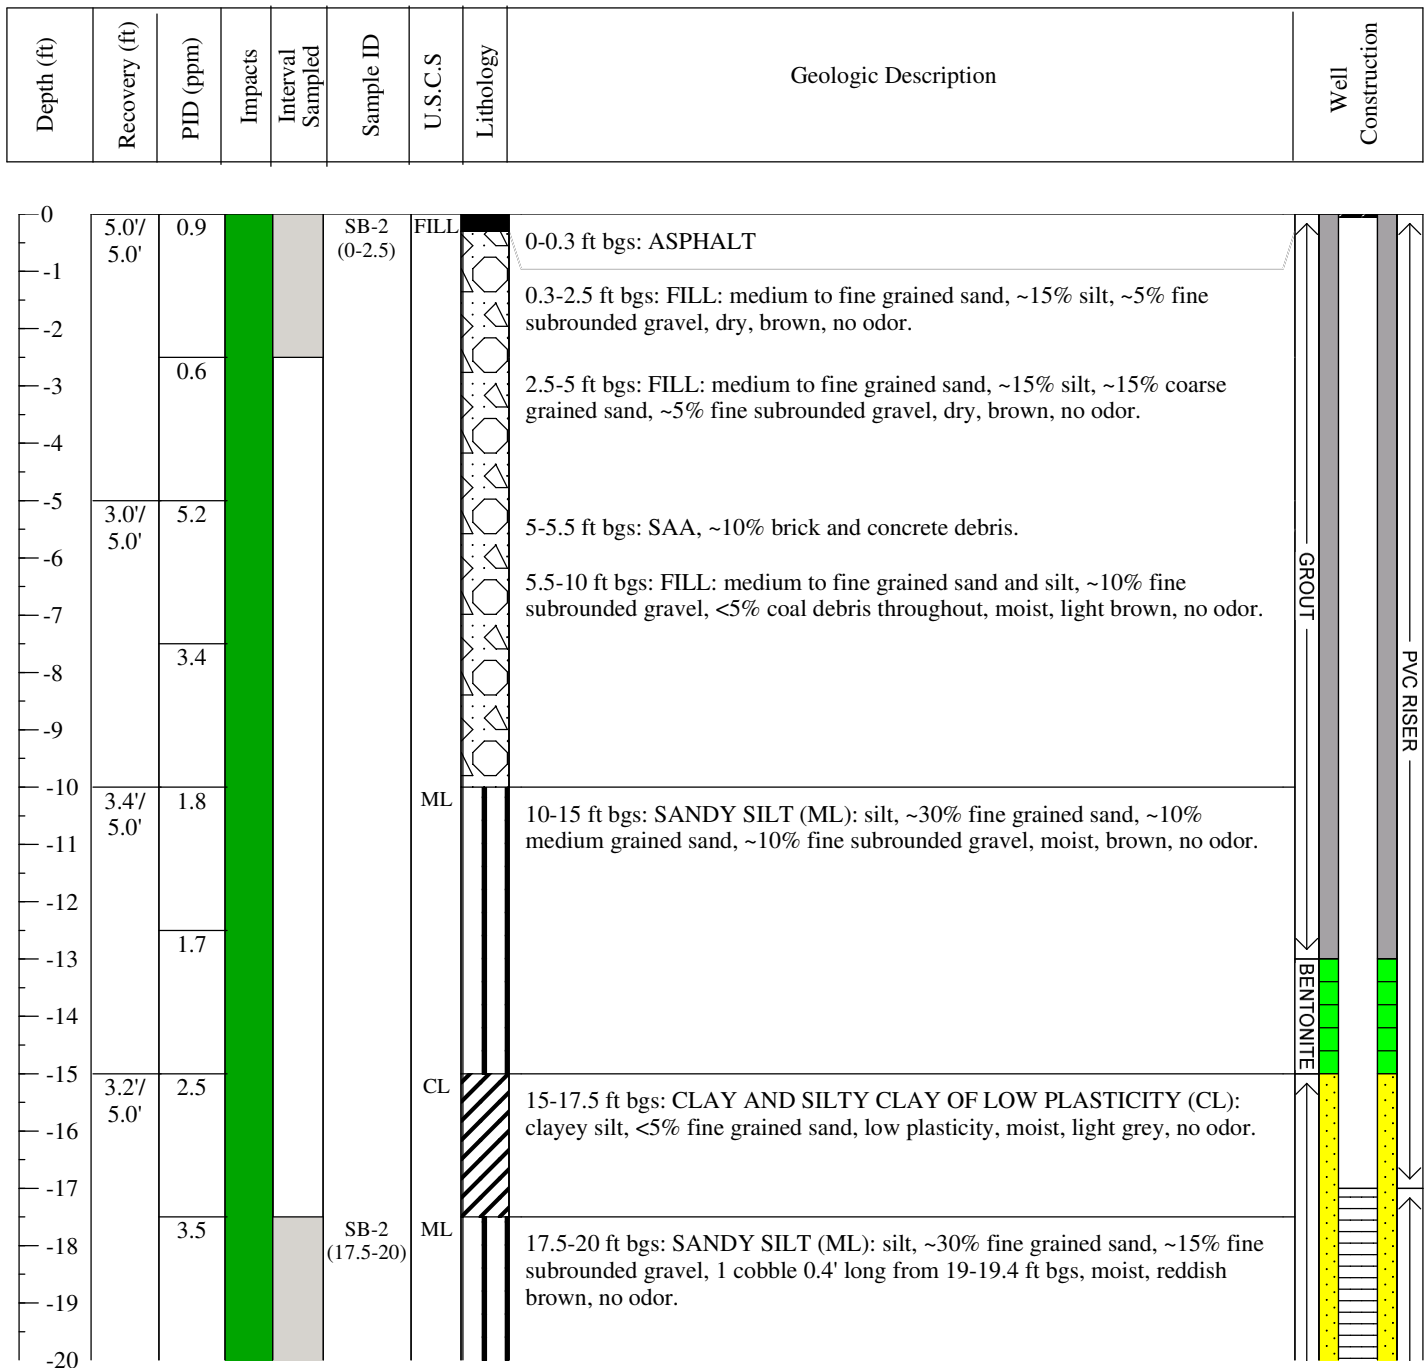 Depth (ft)
Recovery (ft)
PID (ppm)
Impacts
Interval
Sampled
Sample ID
U.S.C.S
Lithology
Geologic Description
Well
Construction
0
5.0'/
5.0'
0.9
SB-2
(0-2.5)
FILL
0-0.3 ft bgs: ASPHALT
-1
0.3-2.5 ft bgs: FILL: medium to fine grained sand, ~15% silt, ~5% fine
subrounded gravel, dry, brown, no odor.
-2
0.6
-3
2.5-5 ft bgs: FILL: medium to fine grained sand, ~15% silt, ~15% coarse
grained sand, ~5% fine subrounded gravel, dry, brown, no odor.
-4
-5
3.0'/
5.0'
5.2
5-5.5 ft bgs: SAA, ~10% brick and concrete debris.
-6
5.5-10 ft bgs: FILL: medium to fine grained sand and silt, ~10% fine
subrounded gravel, <5% coal debris throughout, moist, light brown, no odor.
GROUT
-7
3.4
-8
PVC RISER
-9
-10
3.4'/
5.0'
1.8
ML
10-15 ft bgs: SANDY SILT (ML): silt, ~30% fine grained sand, ~10%
medium grained sand, ~10% fine subrounded gravel, moist, brown, no odor.
-11
-12
1.7
-13
BENTONITE
-14
-15
3.2'/
5.0'
2.5
CL
15-17.5 ft bgs: CLAY AND SILTY CLAY OF LOW PLASTICITY (CL):
clayey silt, <5% fine grained sand, low plasticity, moist, light grey, no odor.
-16
-17
3.5
SB-2
(17.5-20)
ML
17.5-20 ft bgs: SANDY SILT (ML): silt, ~30% fine grained sand, ~15% fine
subrounded gravel, 1 cobble 0.4' long from 19-19.4 ft bgs, moist, reddish
brown, no odor.
-18
-19
-20